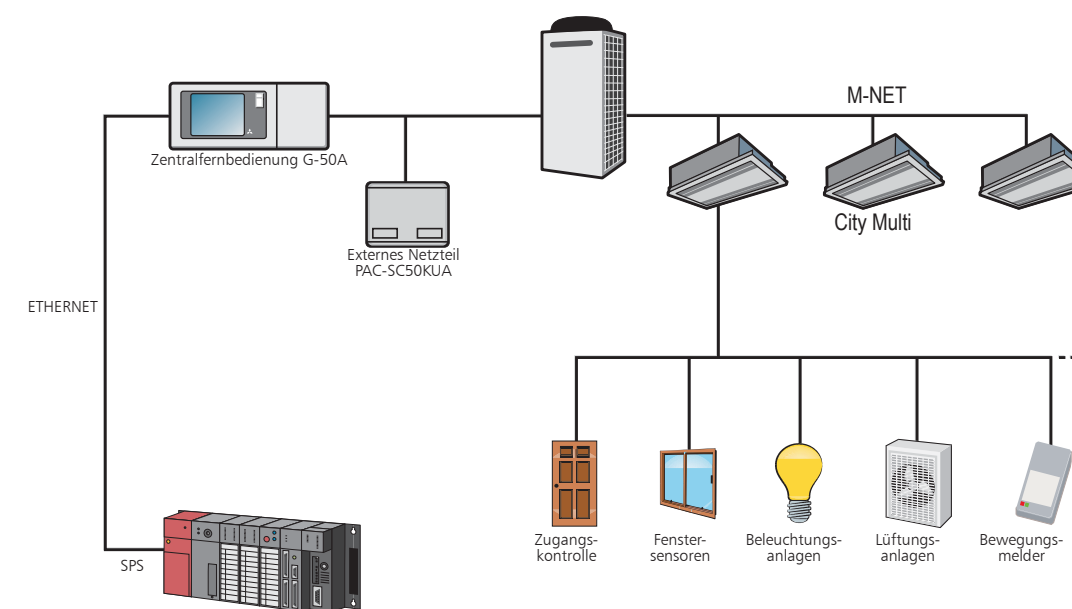 M-NET
Zentralfernbedienung G-50A
City Multi
Externes Netzteil
PAC-SC50KUA
ETHERNET
Zugangs-
kontrolle
Fenster-
sensoren
Beleuchtungs-
anlagen
Lüftungs-
anlagen
Bewegungs-
melder
SPS